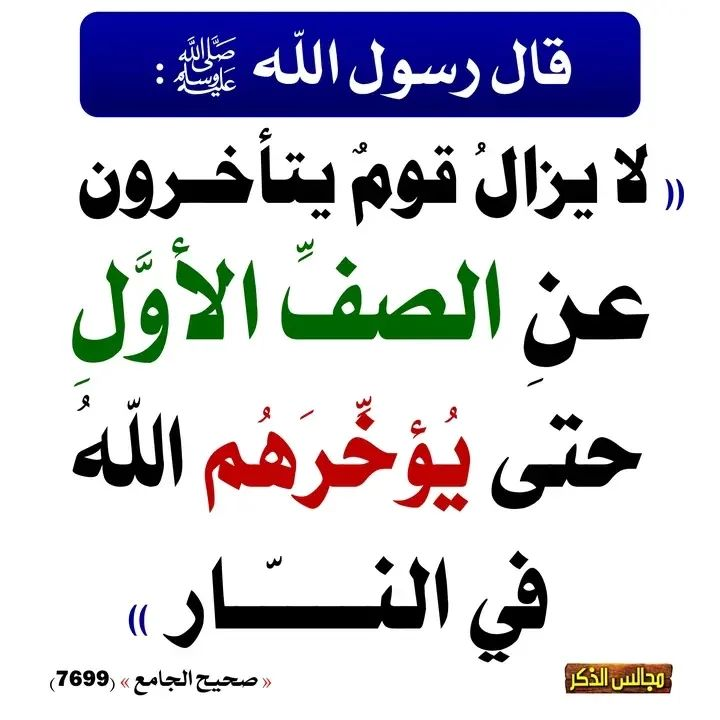 قال رسول الله ﷺ :
(( لا يزالُ قومٌ يتأخرون
عنِ الصفِّ الأوَّلِ
حتى يُؤخِّرَهُم اللّهُ
في النّار ))
« صحيح الجامع » (7699)
مجالس الذكر